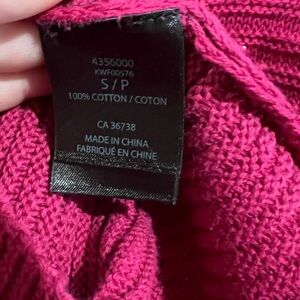 4356000
KWF00576
S / P
100% COTTON / COTON
CA 36738
MADE IN CHINA
FABRIQUÉ EN CHINE